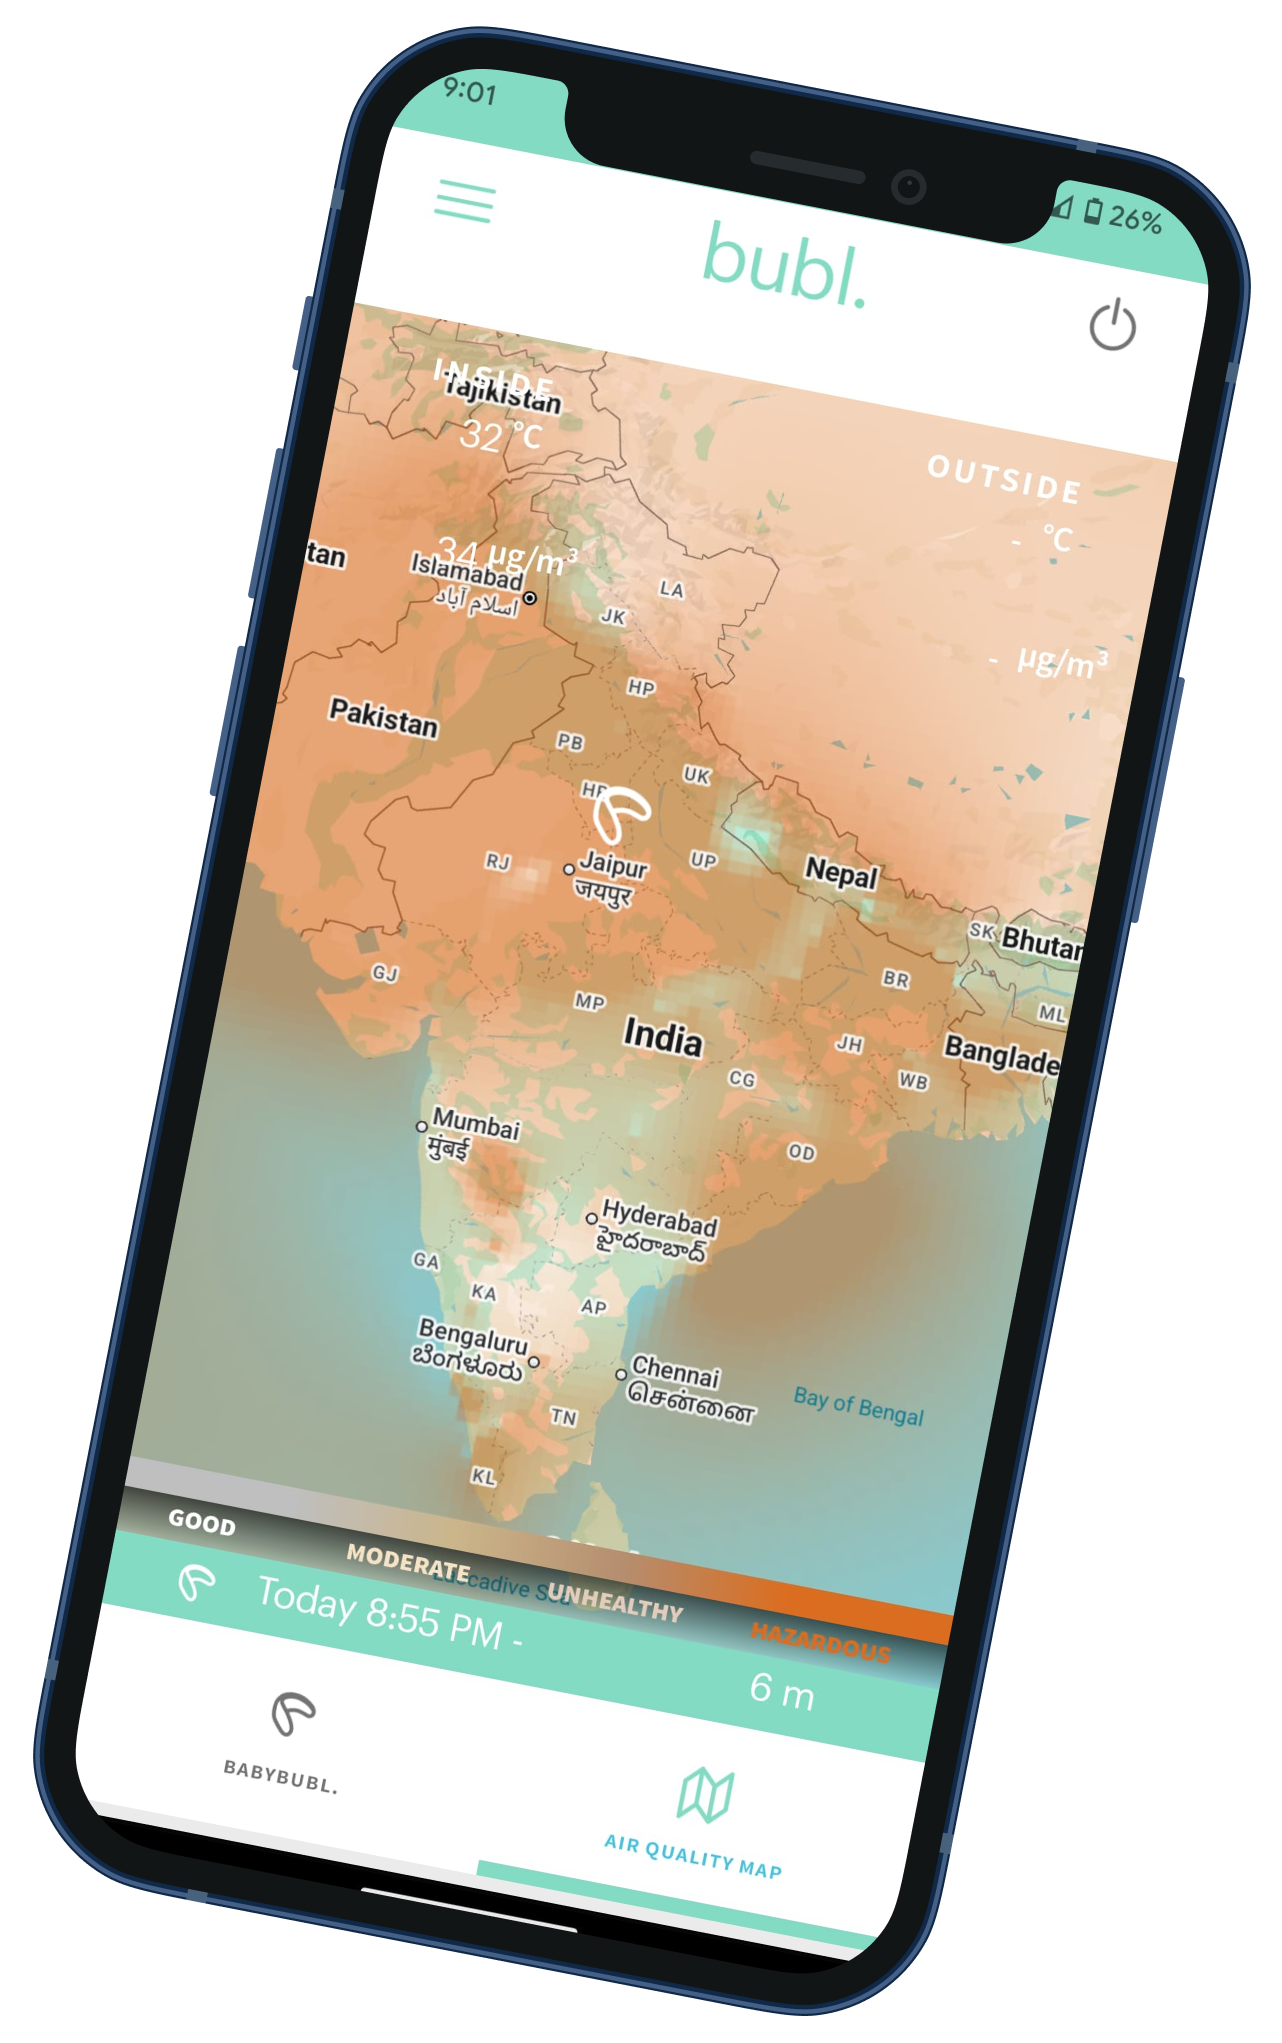 9:01
26%
bubl.
INSIDE
Tajikistan
32 °C
OUTSIDE
- °C
34 µg/m³
tan
Islamabad
اسلام آباد
LA
JK
- µg/m³
HP
Pakistan
PB
UK
HR
UP
RJ
Jaipur
जयपुर
Nepal
SK
Bhutan
GJ
BR
MP
ML
India
JH
Banglade
CG
WB
Mumbai
मुंबई
OD
Hyderabad
హైదరాబాద్
GA
KA
AP
Bengaluru
ಬೆಂಗಳೂರು
Chennai
சென்னை
Bay of Bengal
TN
KL
GOOD
MODERATE
Laccadive Sea
UNHEALTHY
HAZARDOUS
Today 8:55 PM -
6 m
BABYBUBL.
AIR QUALITY MAP